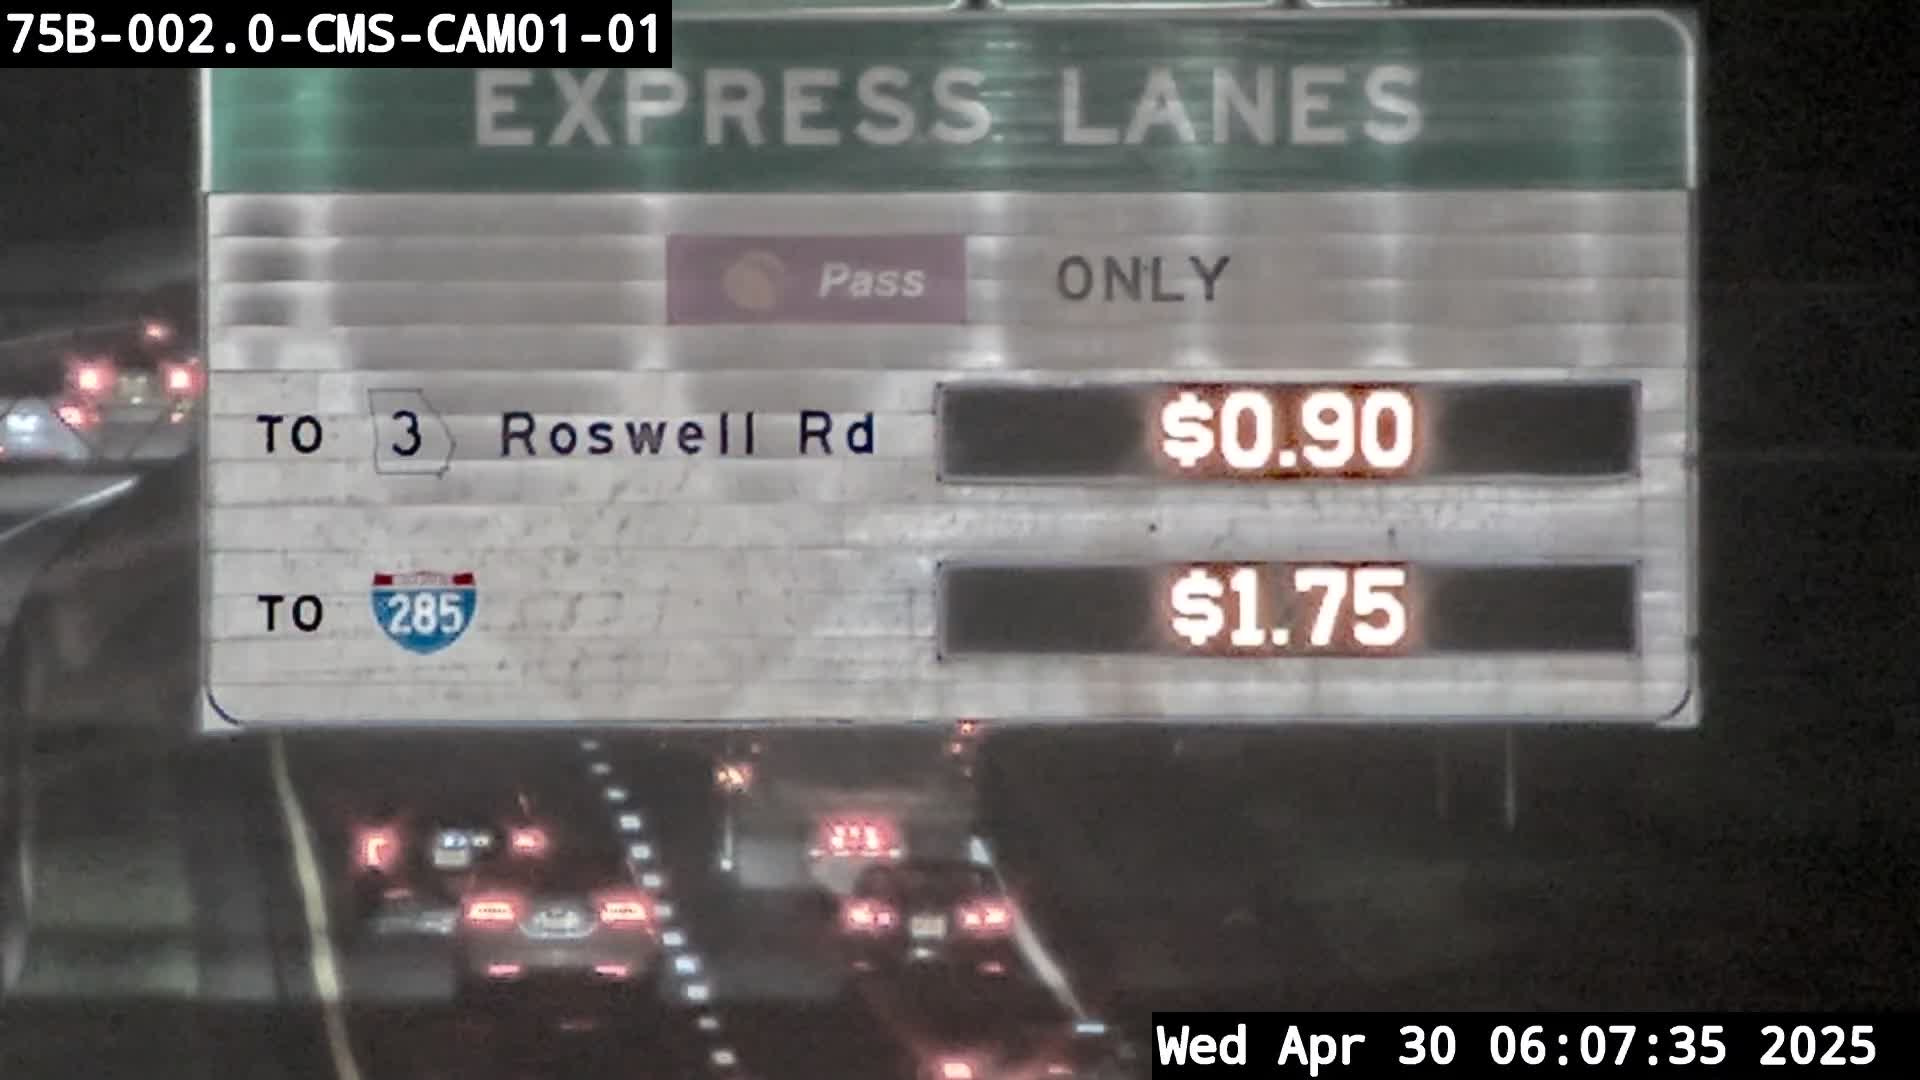 75B-002.0-CMS-CAM01-01
EXPRESS LANES
Pass ONLY
TO 3 Roswell Rd $0.90
TO 285 $1.75
Wed Apr 30 06:07:35 2025